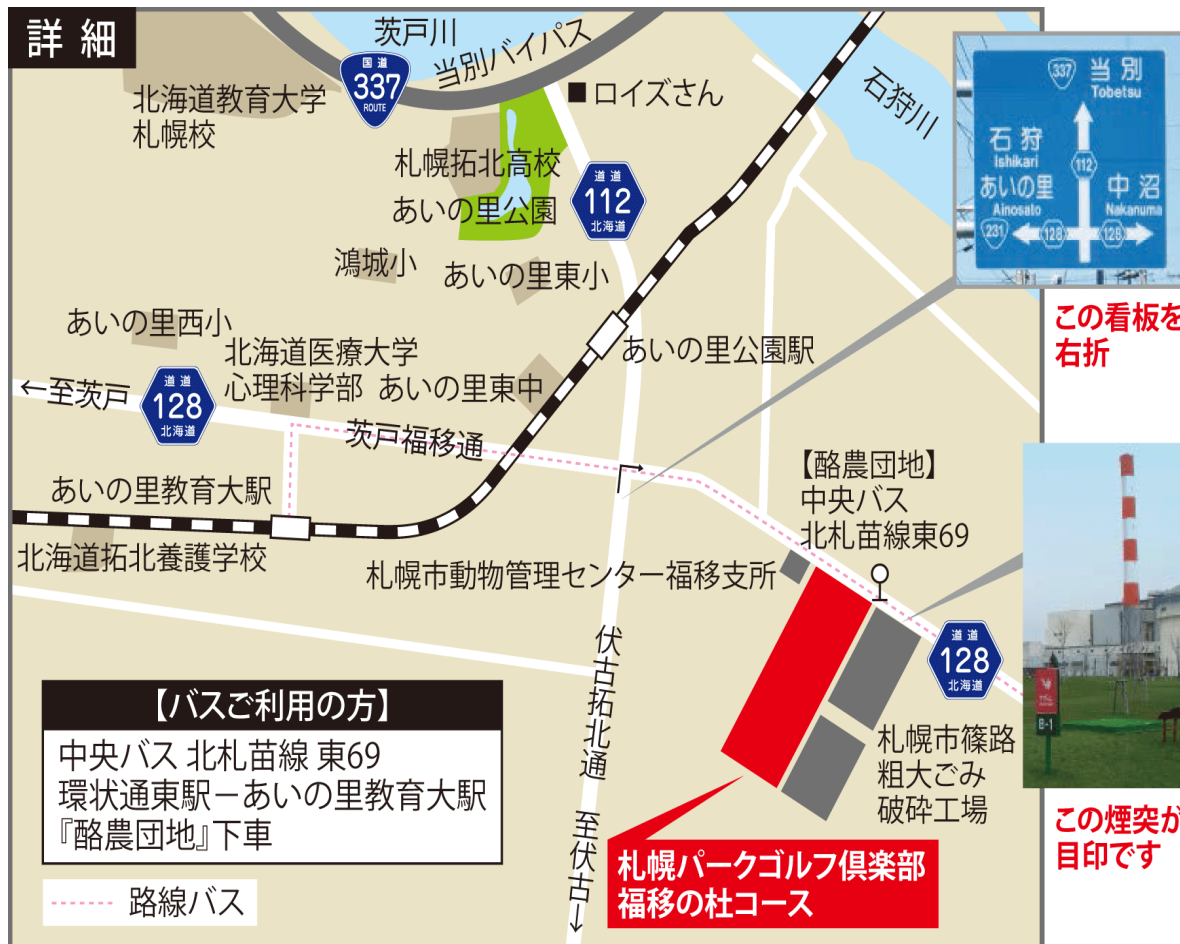 詳細
茨戸川
当別バイパス
国道
337
ROUTE
北海道教育大学
札幌校
■ロイズさん
石狩川
札幌拓北高校
あいの里公園
道道
112
北海道
鴻城小
あいの里東小
あいの里西小
あいの里公園駅
北海道医療大学
心理科学部
あいの里東中
←至茨戸
道道
128
北海道
茨戸福移通
あいの里教育大駅
北海道拓北養護学校
【酪農団地】
中央バス
北札苗線東69
札幌市動物管理センター福移支所
伏古拓北通
至伏古→
道道
128
北海道
札幌市篠路
粗大ごみ
破砕工場
札幌パークゴルフ倶楽部
福移の杜コース
【バスご利用の方】
中央バス 北札苗線 東69
環状通東駅－あいの里教育大駅
『酪農団地』下車
路線バス
337 当別
Tobetsu
石狩
Ishikari
112
あいの里
Ainosato
中沼
Nakanuma
231
128
128
この看板を
右折
B-1
この煙突が
目印です